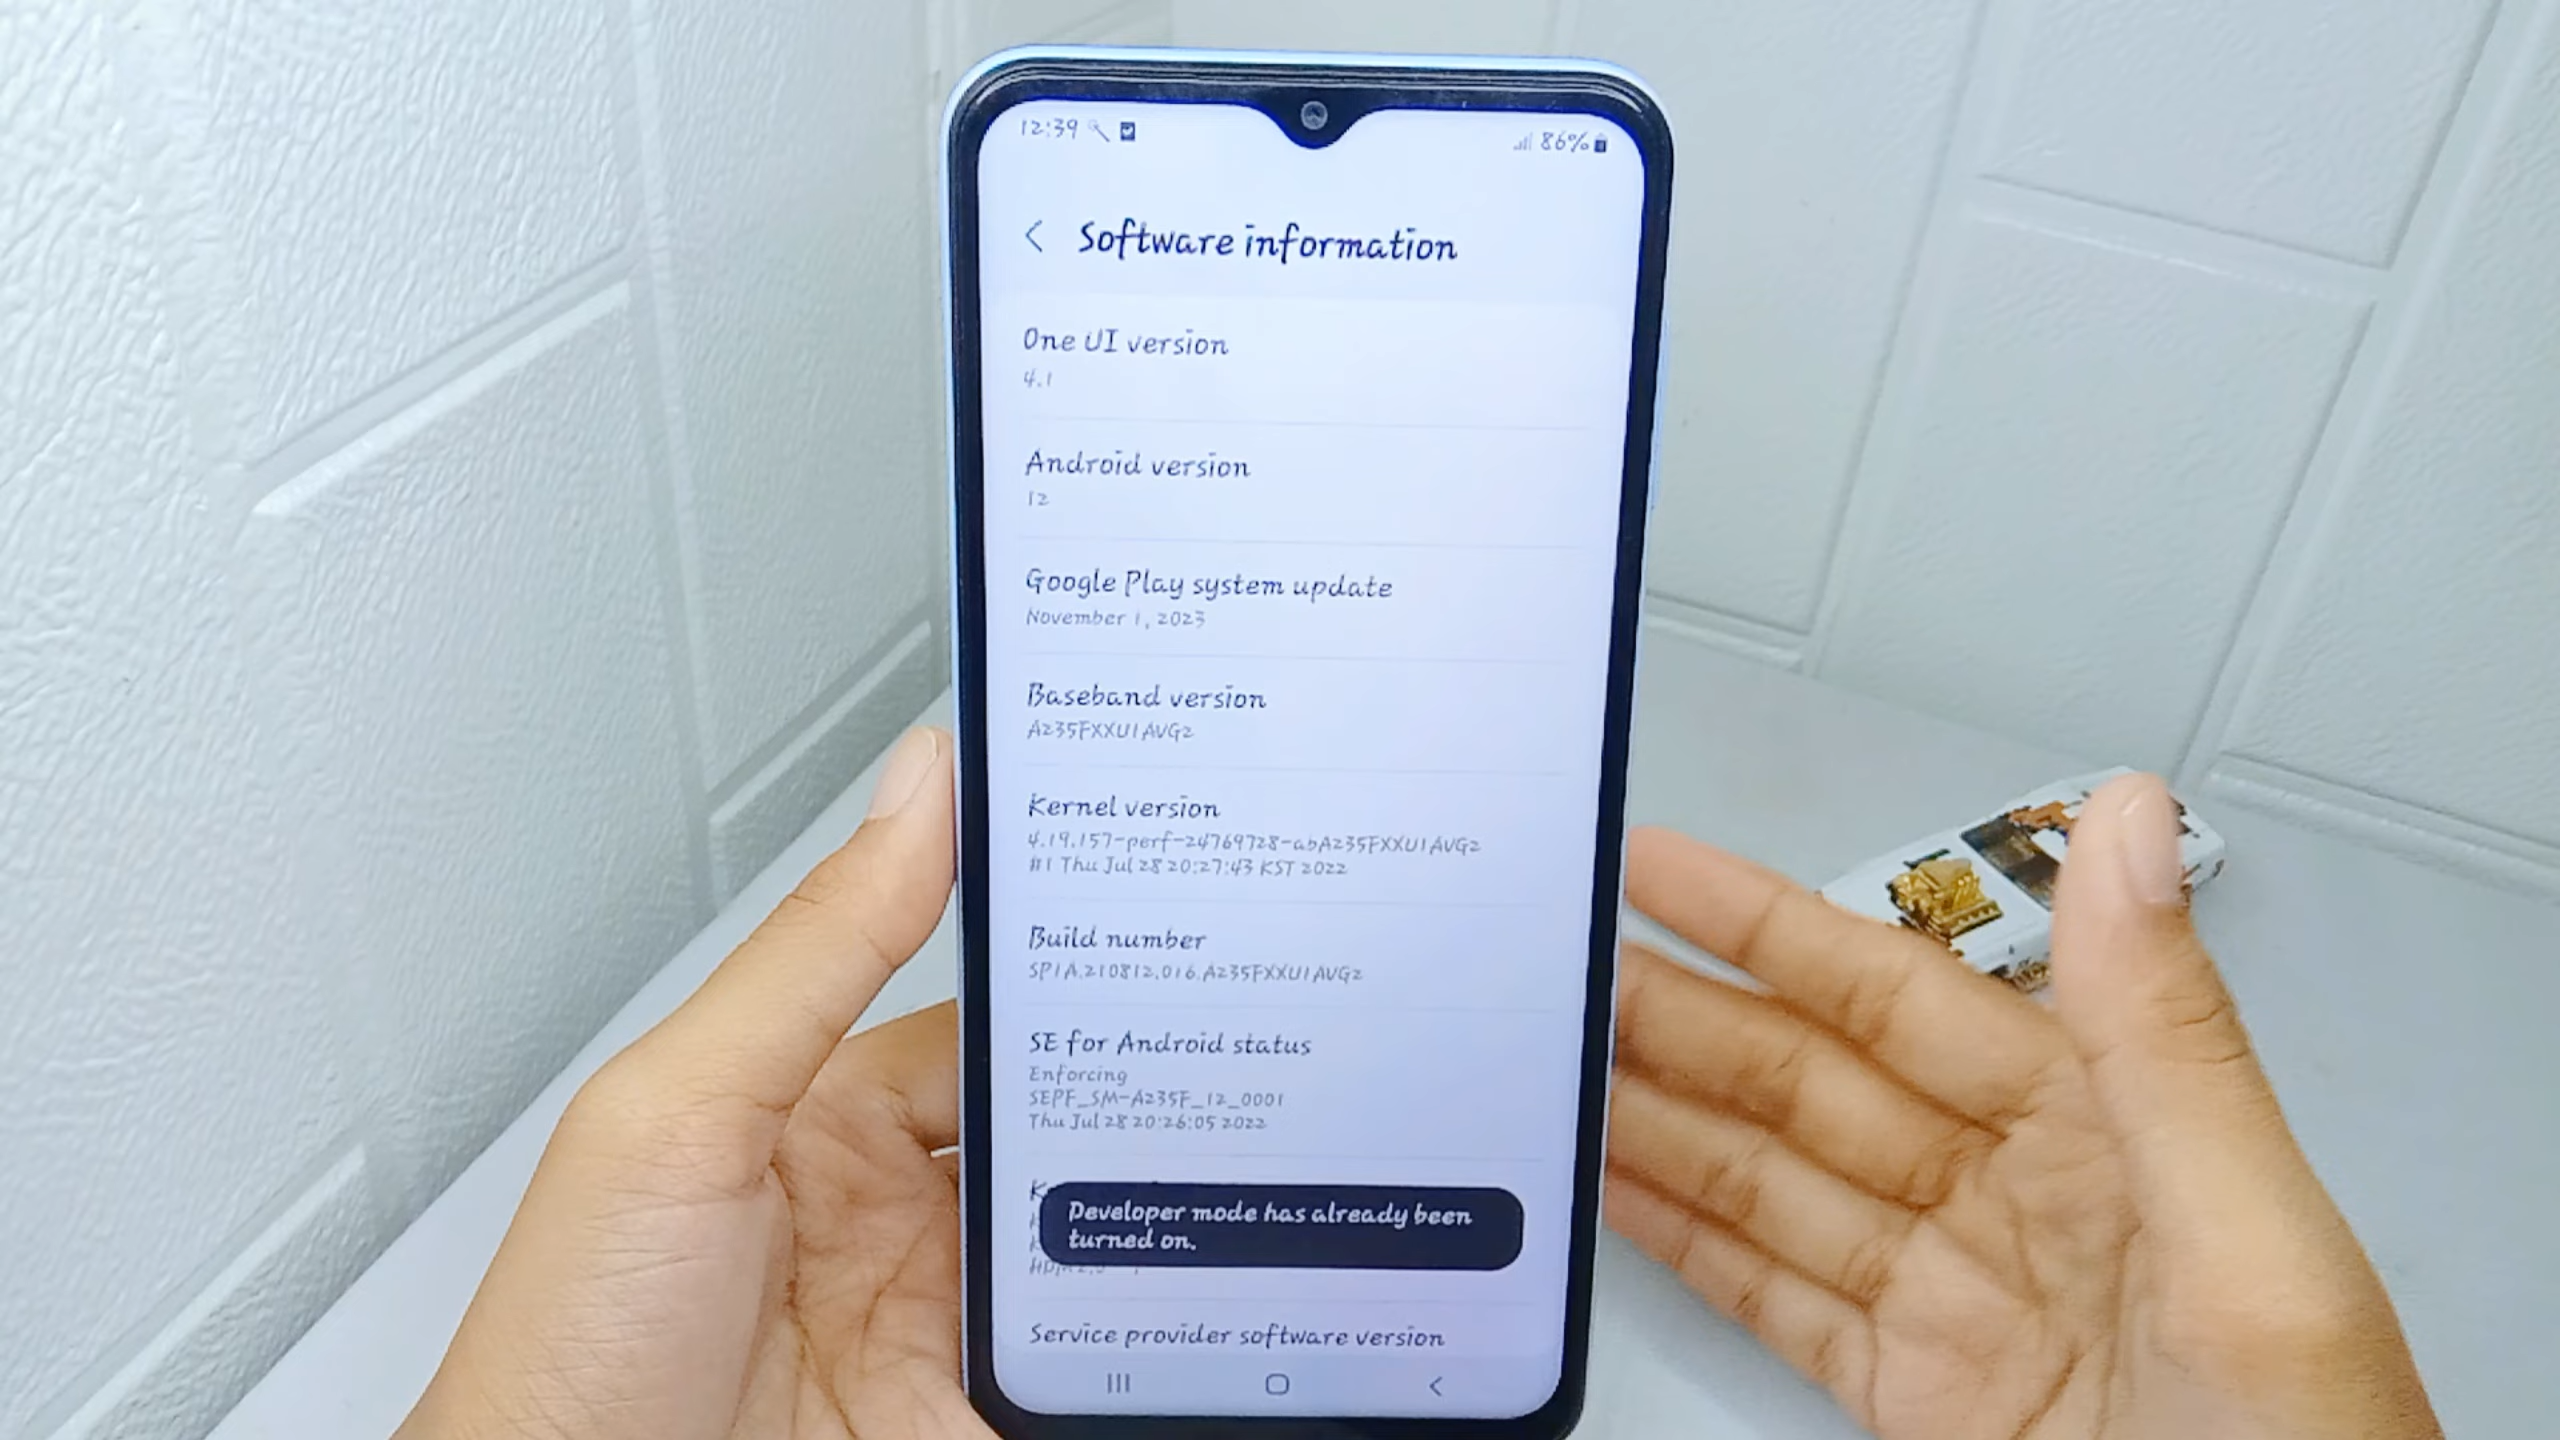 12:39
86%
Software information
One UI version
4.1
Android version
12
Google Play system update
November 1, 2023
Baseband version
A235FXXU1AVG2
Kernel version
4.19.157-perf-24769728-abA235FXXU1AVG2
#1 Thu Jul 28 20:27:43 KST 2022
Build number
SP1A.210812.016.A235FXXU1AVG2
SE for Android status
Enforcing
SEPF_SM-A235F_12_0001
Thu Jul 28 20:26:05 2022
Developer mode has already been
turned on.
Service provider software version